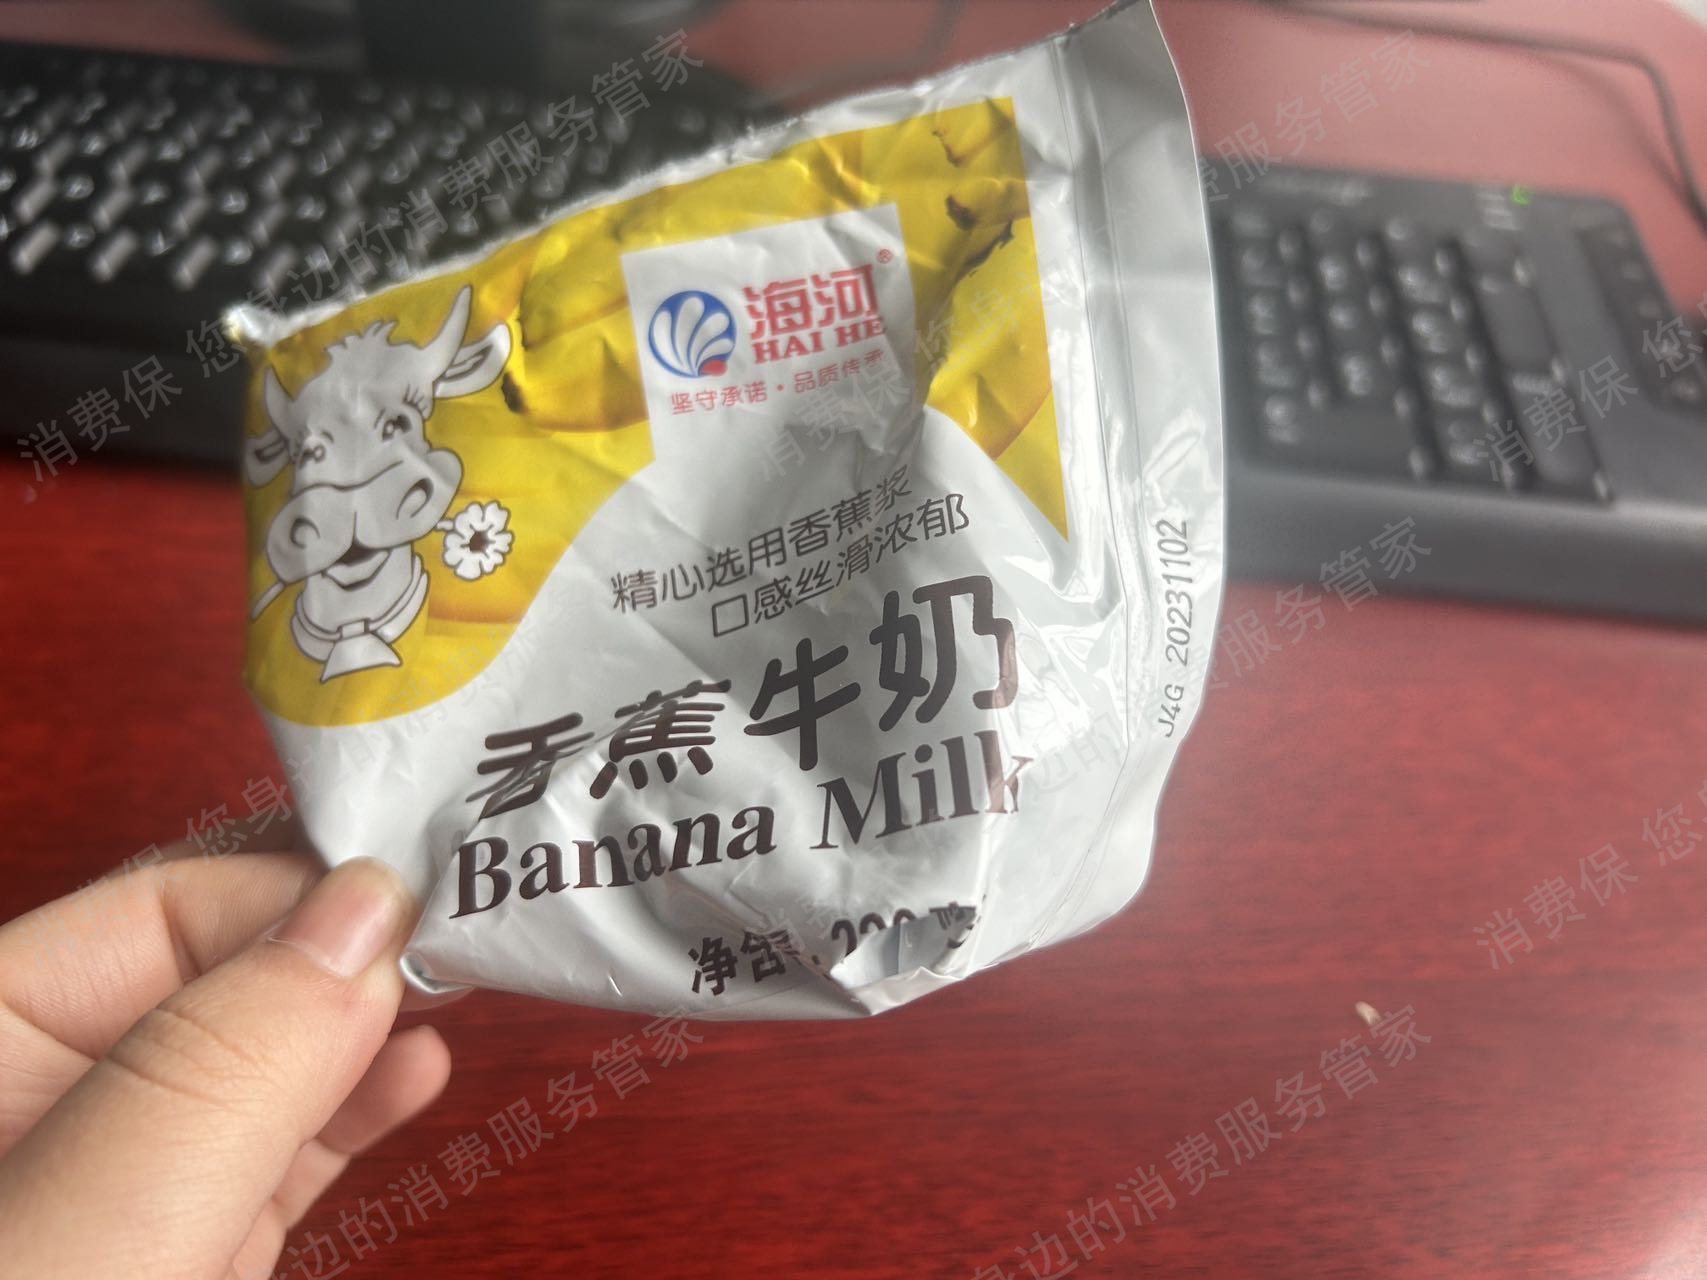 海河®
HAI HE
坚守承诺·品质传承
精心选用香蕉浆
口感丝滑浓郁
香蕉牛奶
Banana Milk
净含
J4G 20231102
消费保 您身边的消费服务管家